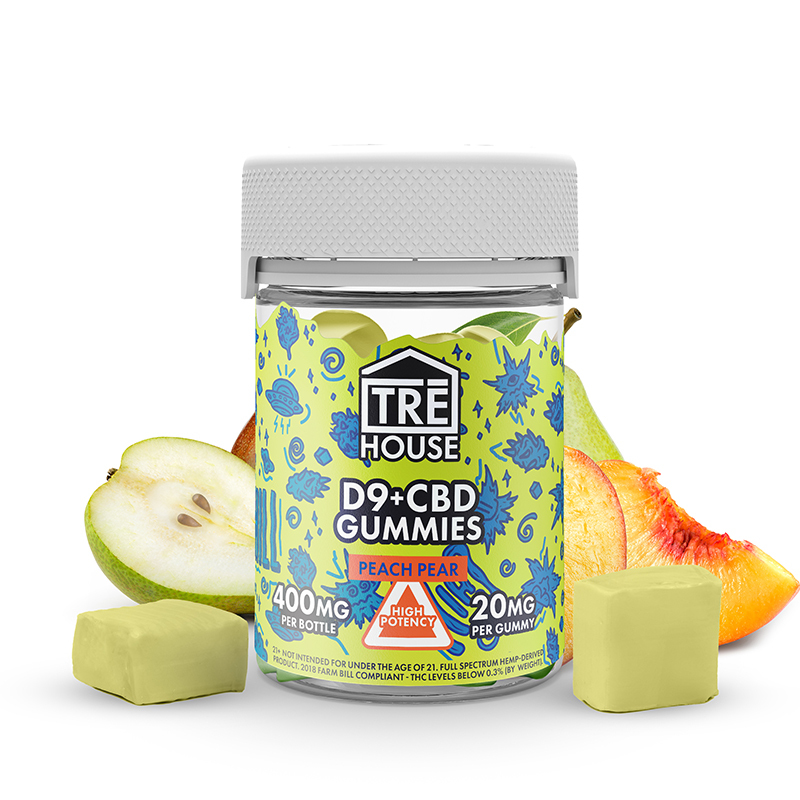 TRĒ
HOUSE
D9+CBD
GUMMIES
PEACH PEAR
400MG
PER BOTTLE
HIGH
POTENCY
20MG
PER GUMMY
21+ NOT INTENDED FOR UNDER THE AGE OF 21. FULL SPECTRUM HEMP-DERIVED
PRODUCT. 2018 FARM BILL COMPLIANT - THC LEVELS BELOW 0.3% (BY WEIGHT).